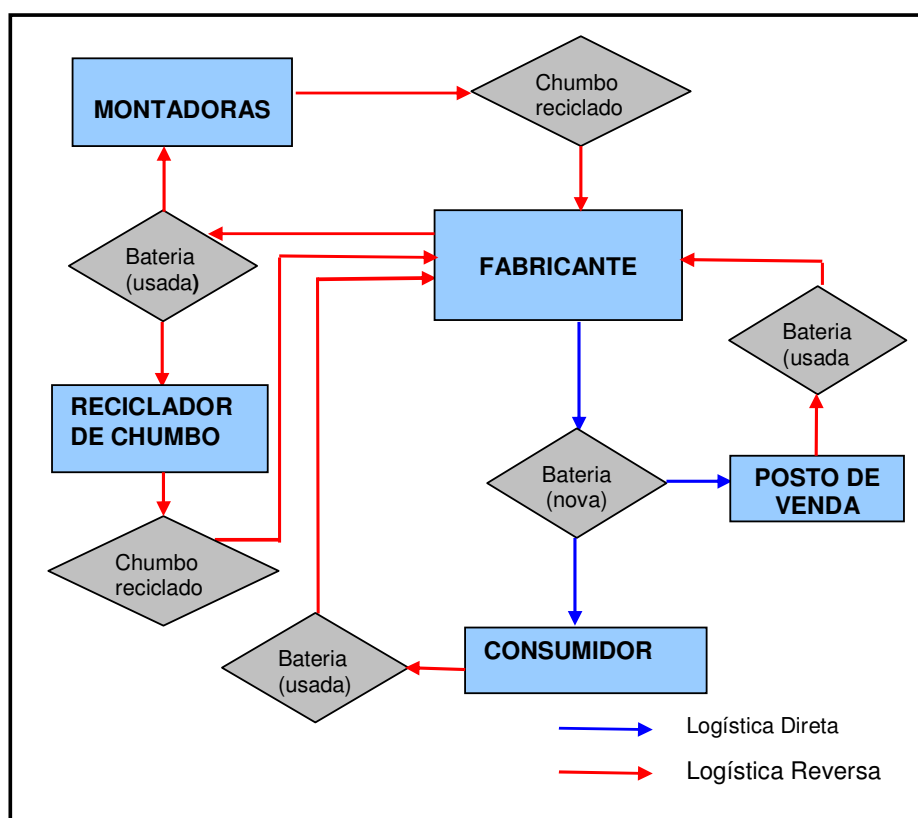 Chumbo
reciclado
MONTADORAS
Bateria
(usada)
FABRICANTE
Bateria
(usada
RECICLADOR
DE CHUMBO
Bateria
(nova)
POSTO DE
VENDA
Chumbo
reciclado
Bateria
(usada)
CONSUMIDOR
Logística Direta
Logística Reversa